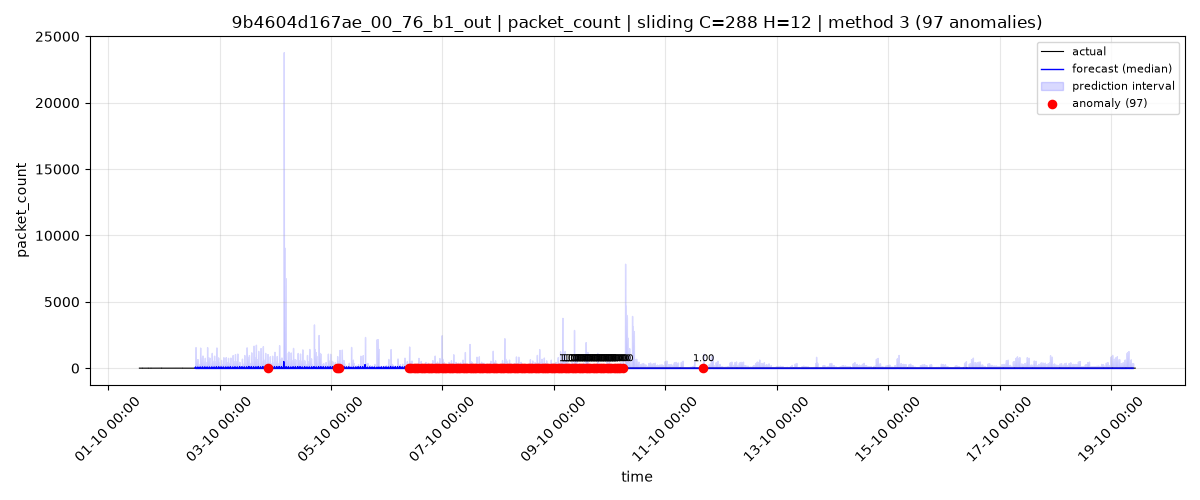 9b4604d167ae_00_76_b1_out | packet_count | sliding C=288 H=12 | method 3 (97 anomalies)
packet_count
25000
20000
15000
10000
5000
0
actual
forecast (median)
prediction interval
anomaly (97)
1.00
01-10 00:00
03-10 00:00
05-10 00:00
07-10 00:00
09-10 00:00
11-10 00:00
13-10 00:00
15-10 00:00
17-10 00:00
19-10 00:00
time